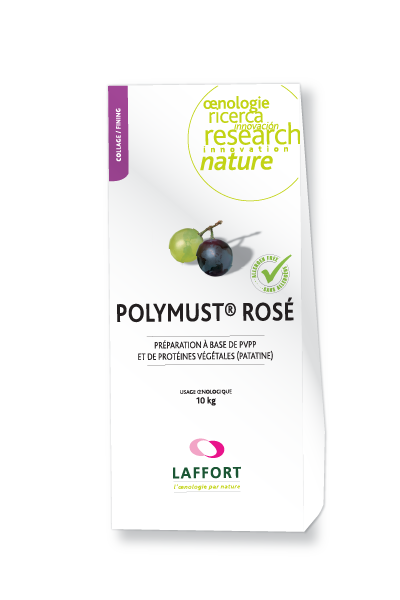 COLLAGE / FINING
œnologie
ricerca
innovación
research
innovation
nature
ALLERGEN FREE
SANS ALLERGÈNE
POLYMUST® ROSÉ
PRÉPARATION À BASE DE PVPP
ET DE PROTÉINES VÉGÉTALES (PATATINE)
USAGE ŒNOLOGIQUE
10 kg
LAFFORT
l'œnologie par nature